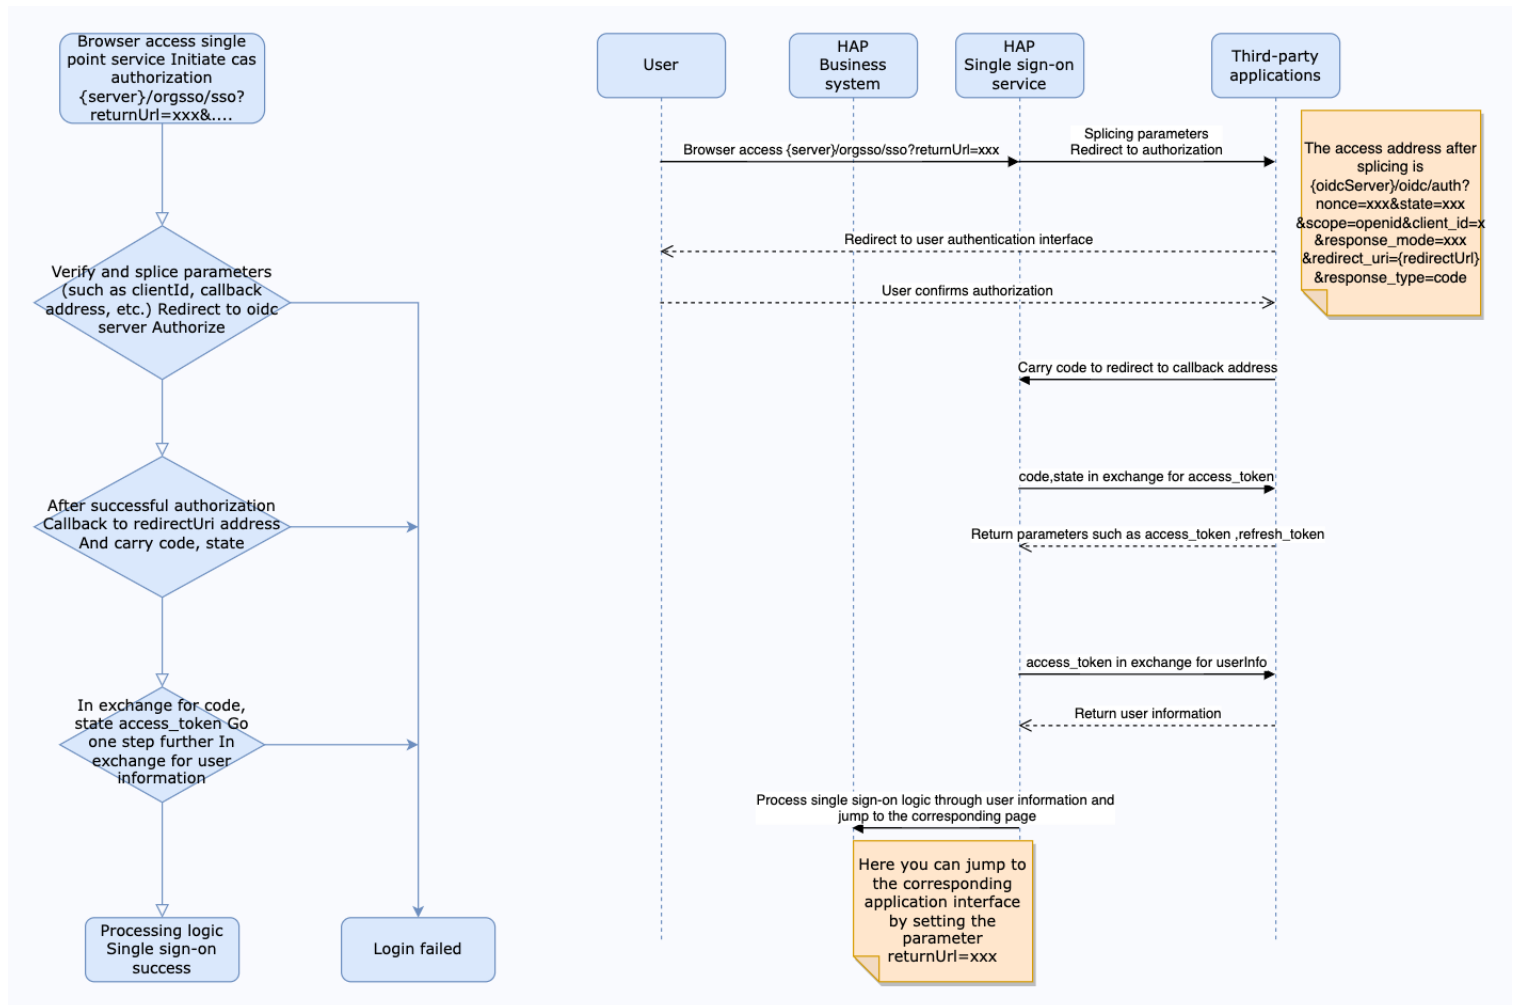 Browser access single
point service Initiate cas
authorization
{server}/orgsso/sso?
returnUrl=xxx&....
Verify and splice parameters
(such as clientId, callback
address, etc.) Redirect to oidc
server Authorize
After successful authorization
Callback to redirectUri address
And carry code, state
In exchange for code,
state access_token Go
one step further In
exchange for user
information
Processing logic
Single sign-on
success
Login failed
User
HAP
Business
system
HAP
Single sign-on
service
Third-party
applications
Browser access {server}/orgsso/sso?returnUrl=xxx
Splicing parameters
Redirect to authorization
The access address after
splicing is
{oidcServer}/oidc/auth?
nonce=xxx&state=xxx
&scope=openid&client_id=x
&response_mode=xxx
&redirect_uri={redirectUrl}
&response_type=code
Redirect to user authentication interface
User confirms authorization
Carry code to redirect to callback address
code,state in exchange for access_token
Return parameters such as access_token ,refresh_token
access_token in exchange for userInfo
Return user information
Process single sign-on logic through user information and
jump to the corresponding page
Here you can jump to
the corresponding
application interface
by setting the
parameter
returnUrl=xxx